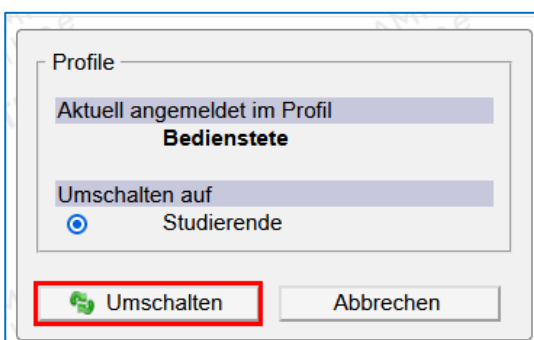 Profile
Aktuell angemeldet im Profil
Bedienstete
Umschalten auf
Studierende
Umschalten Abbrechen